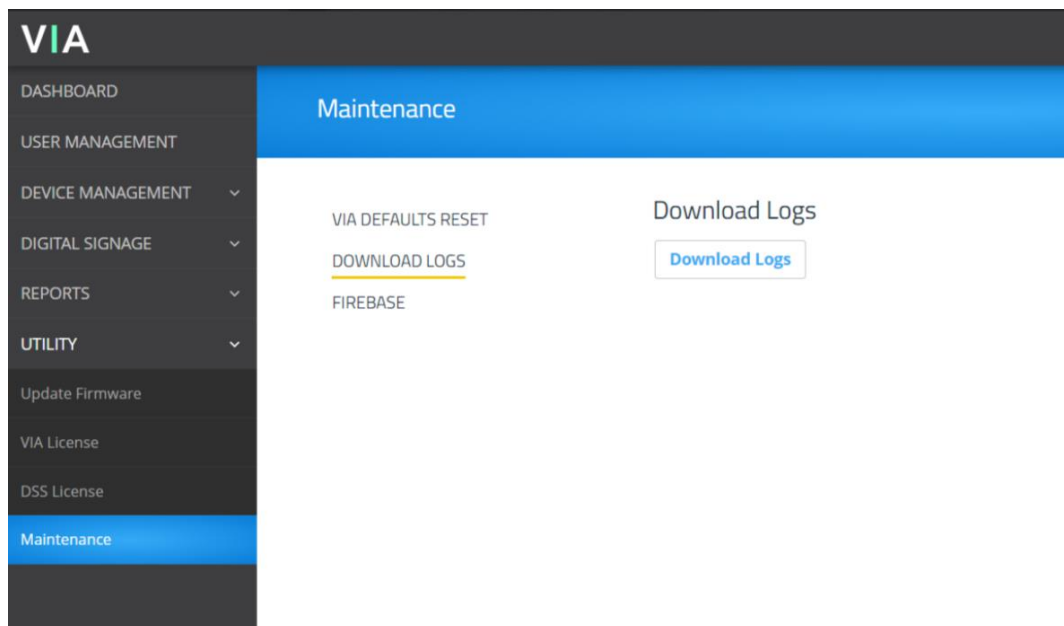 VIA
DASHBOARD
USER MANAGEMENT
DEVICE MANAGEMENT
DIGITAL SIGNAGE
REPORTS
UTILITY
Update Firmware
VIA License
DSS License
Maintenance
Maintenance
VIA DEFAULTS RESET
DOWNLOAD LOGS
FIREBASE
Download Logs
Download Logs